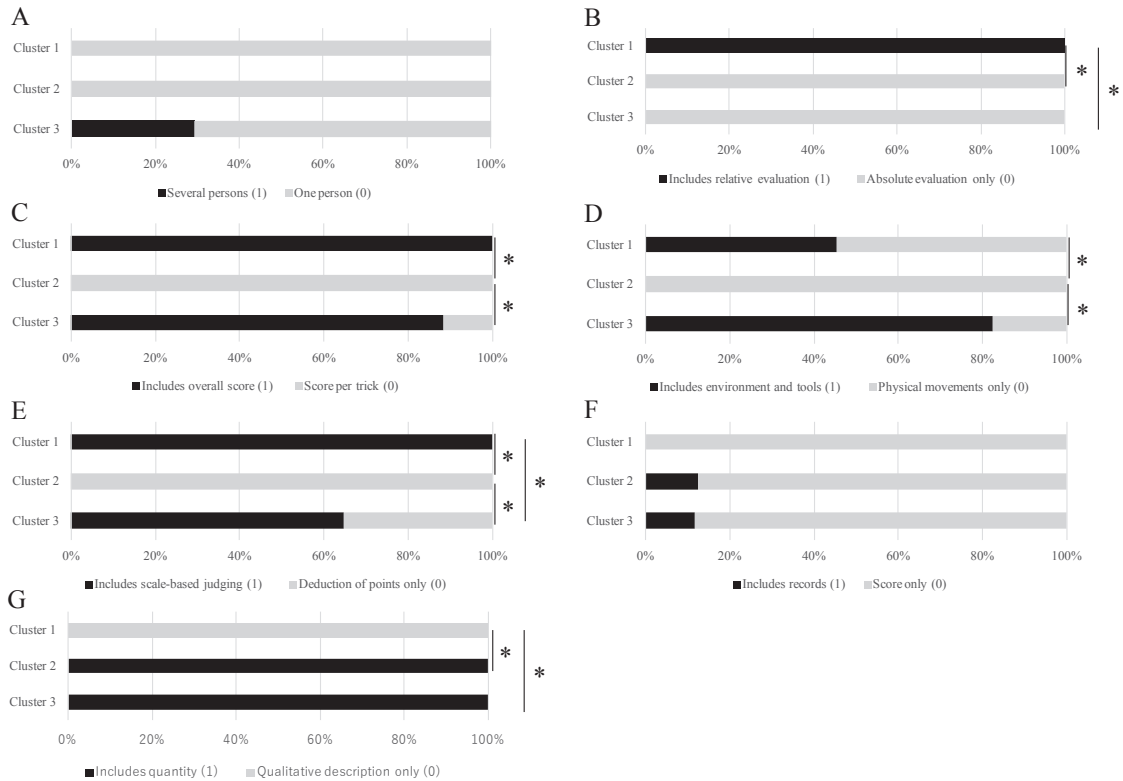 A
Cluster 1
Cluster 2
Cluster 3
0% 20% 40% 60% 80% 100%
Several persons (1) One person (0)
B
Cluster 1
*
Cluster 2
*
Cluster 3
0% 20% 40% 60% 80% 100%
Includes relative evaluation (1) Absolute evaluation only (0)
C
Cluster 1
*
Cluster 2
*
Cluster 3
0% 20% 40% 60% 80% 100%
Includes overall score (1) Score per trick (0)
D
Cluster 1
*
Cluster 2
*
Cluster 3
0% 20% 40% 60% 80% 100%
Includes environment and tools (1) Physical movements only (0)
E
Cluster 1
*
Cluster 2
*
*
Cluster 3
0% 20% 40% 60% 80% 100%
Includes scale-based judging (1) Deduction of points only (0)
F
Cluster 1
Cluster 2
Cluster 3
0% 20% 40% 60% 80% 100%
Includes records (1) Score only (0)
G
Cluster 1
*
Cluster 2
*
Cluster 3
0% 20% 40% 60% 80% 100%
Includes quantity (1) Qualitative description only (0)